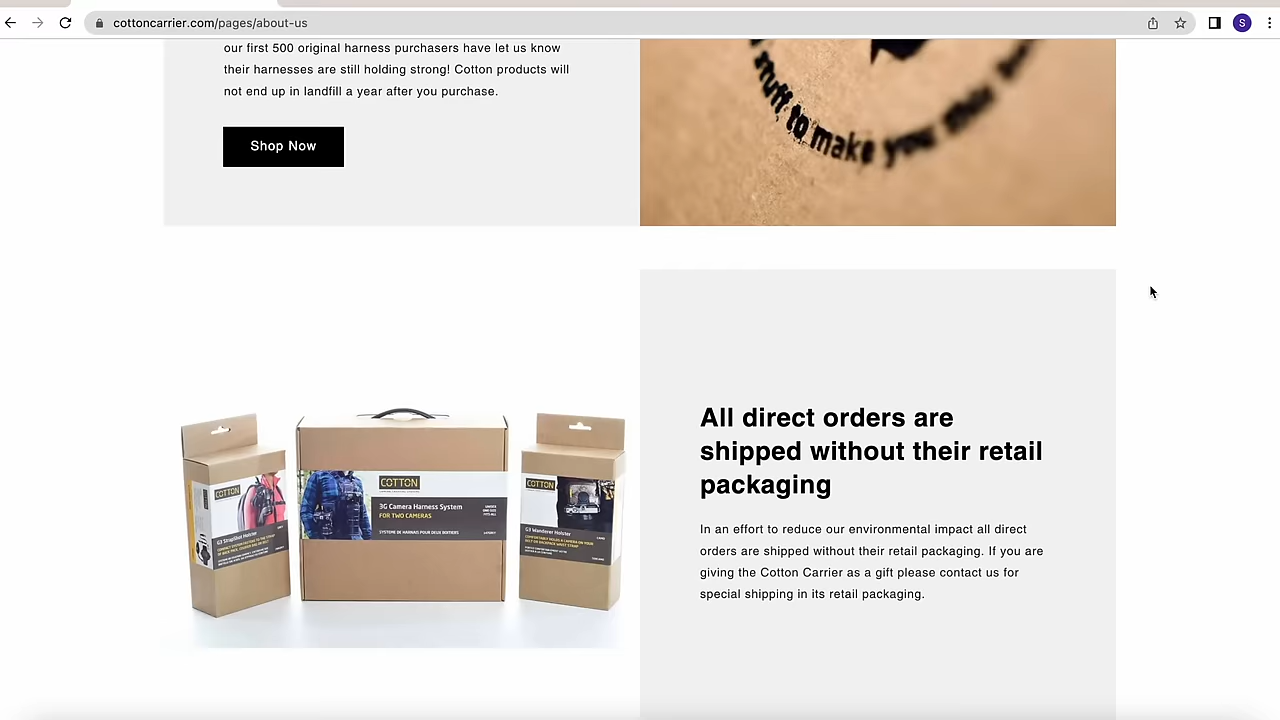 cottoncarrier.com/pages/about-us
S
our first 500 original harness purchasers have let us know
their harnesses are still holding strong! Cotton products will
not end up in landfill a year after you purchase.
Shop Now
stuff to make you
All direct orders are
shipped without their retail
packaging
In an effort to reduce our environmental impact all direct
orders are shipped without their retail packaging. If you are
giving the Cotton Carrier as a gift please contact us for
special shipping in its retail packaging.
COTTON
G3 StrapShot Holster
COTTON
3G Camera Harness System
FOR TWO CAMERAS
SYSTÈME DE HARNAIS POUR DEUX BOITIERS
COTTON
G3 Wanderer Holster